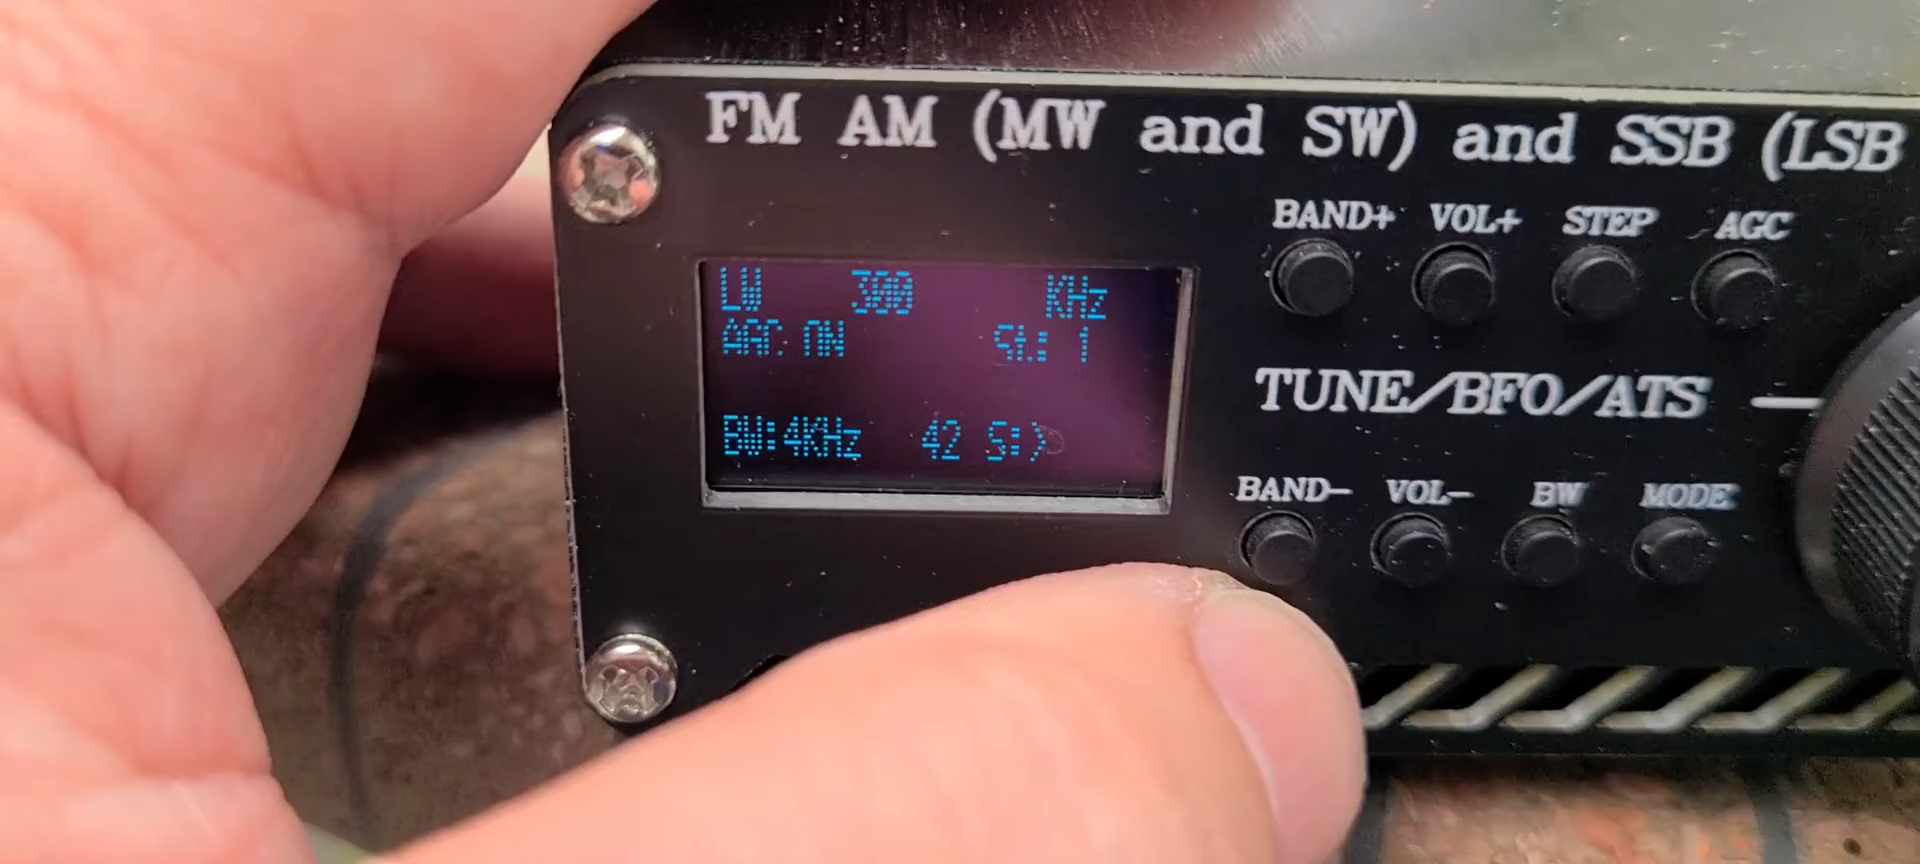 FM AM (MW and SW) and SSB (LSB
BAND+ VOL+ STEP AGC
LW 300 KHz
AGC ON St: 1
TUNE/BFO/ATS
BW:4KHz 42 S:>
BAND- VOL- BW MODE